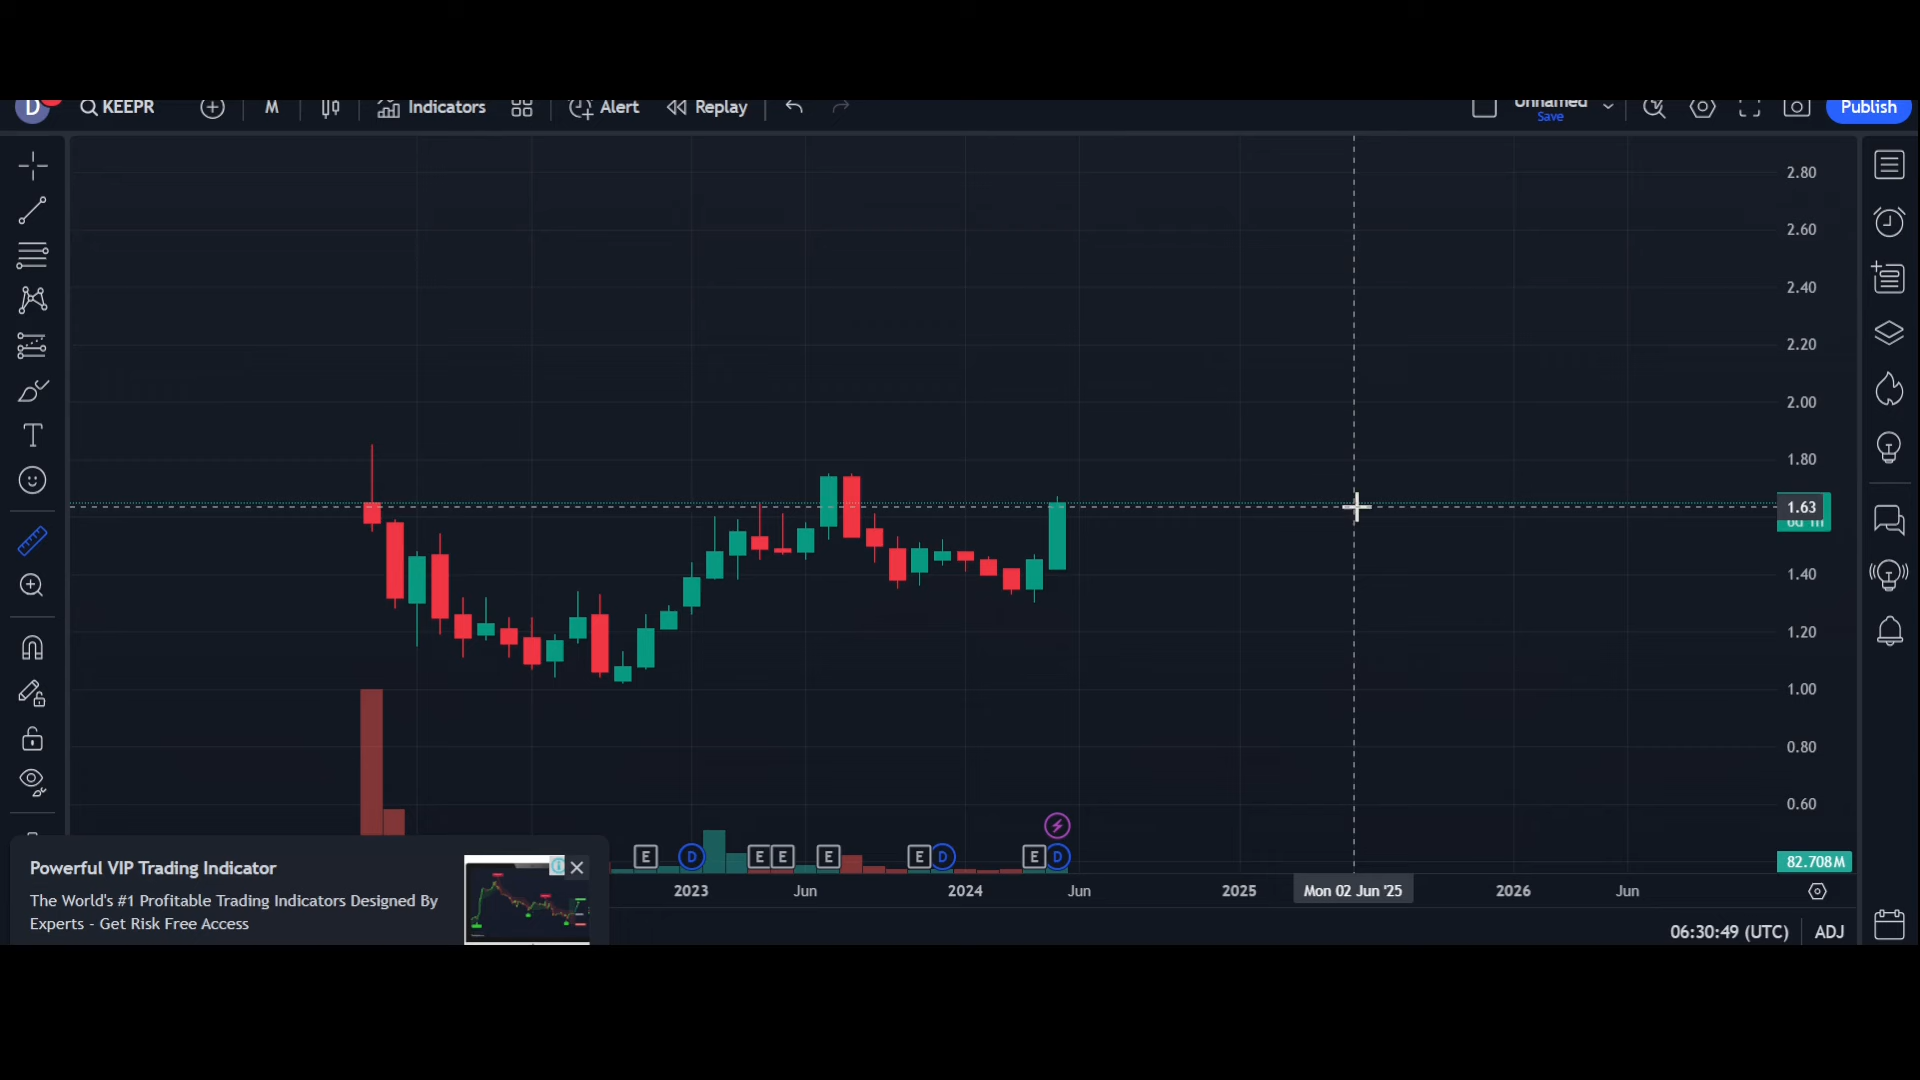 D
KEEPR
M
Indicators
Alert
Replay
Unnamed
Save
Publish
2.80
2.60
2.40
2.20
2.00
1.80
1.63
6d 1h
1.40
1.20
1.00
0.80
0.60
82.708M
E
D
E
E
E
E
D
E
D
2023
Jun
2024
Jun
2025
Mon 02 Jun '25
2026
Jun
Powerful VIP Trading Indicator
The World's #1 Profitable Trading Indicators Designed By
Experts - Get Risk Free Access
06:30:49 (UTC)
ADJ